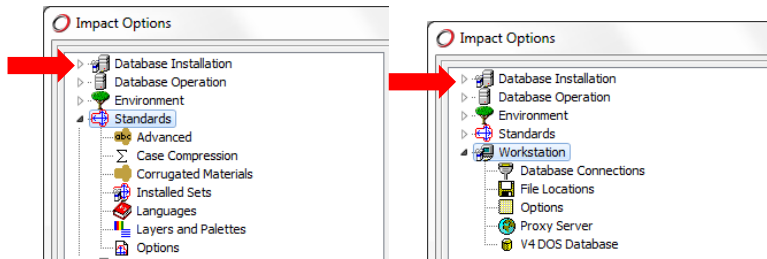 Impact Options
Database Installation
Database Operation
Environment
Standards
abc Advanced
Σ Case Compression
Corrugated Materials
Installed Sets
Languages
Layers and Palettes
Options
Impact Options
Database Installation
Database Operation
Environment
Standards
Workstation
Database Connections
File Locations
Options
Proxy Server
V4 DOS Database